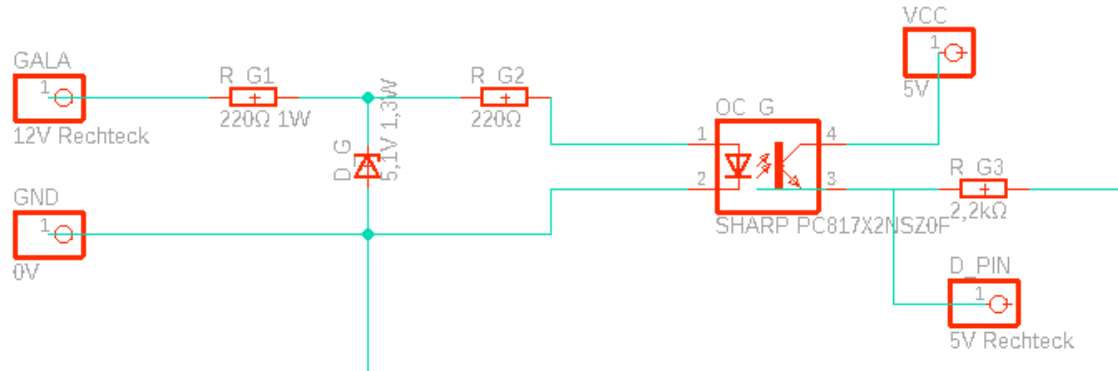 GALA
1
12V Rechteck
R_G1
220Ω 1W
D_G
5,1V 1,3W
R_G2
220Ω
GND
1
0V
OC_G
1
2
4
3
SHARP PC817X2NSZ0F
VCC
1
5V
R_G3
2,2kΩ
D_PIN
1
5V Rechteck